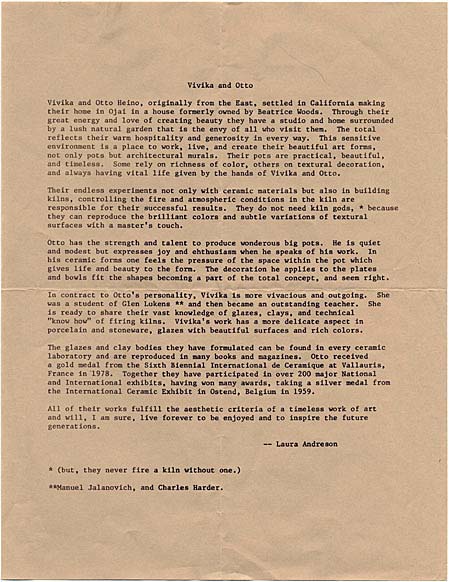 Vivika and Otto
Vivika and Otto Heino, originally from the East, settled in California making
their home in Ojai in a house formerly owned by Beatrice Woods. Through their
great energy and love of creating beauty they have a studio and home surrounded
by a lush natural garden that is the envy of all who visit them. The total
reflects their warm hospitality and generosity in every way. This sensitive
environment is a place to work, live, and create their beautiful art forms,
not only pots but architectural murals. Their pots are practical, beautiful,
and timeless. Some rely on richness of color, others on textural decoration,
and always having vital life given by the hands of Vivika and Otto.
Their endless experiments not only with ceramic materials but also in building
kilns, controlling the fire and atmospheric conditions in the kiln are
responsible for their successful results. They do not need kiln gods, * because
they can reproduce the brilliant colors and subtle variations of textural
surfaces with a master's touch.
Otto has the strength and talent to produce wonderous big pots. He is quiet
and modest but expresses joy and ehthusiasm when he speaks of his work. In
his ceramic forms one feels the pressure of the space within the pot which
gives life and beauty to the form. The decoration he applies to the plates
and bowls fit the shapes becoming a part of the total concept, and seem right.
In contract to Otto's personality, Vivika is more vivacious and outgoing. She
was a student of Glen Lukens ** and then became an outstanding teacher. She
is ready to share their vast knowledge of glazes, clays, and technical
"know how" of firing kilns. Vivika's work has a more delicate aspect in
porcelain and stoneware, glazes with beautiful surfaces and rich colors.
The glazes and clay bodies they have formulated can be found in every ceramic
laboratory and are reproduced in many books and magazines. Otto received
a gold medal from the Sixth Biennial International de Ceramique at Vallauris,
France in 1978. Together they have participated in over 200 major National
and International exhibits, having won many awards, taking a silver medal from
the International Ceramic Exhibit in Ostend, Belgium in 1959.
All of their works fulfill the aesthetic criteria of a timeless work of art
and will, I am sure, live forever to be enjoyed and to inspire the future
generations.
-- Laura Andreson
* (but, they never fire a kiln without one.)
**Manuel Jalanovich, and Charles Harder.